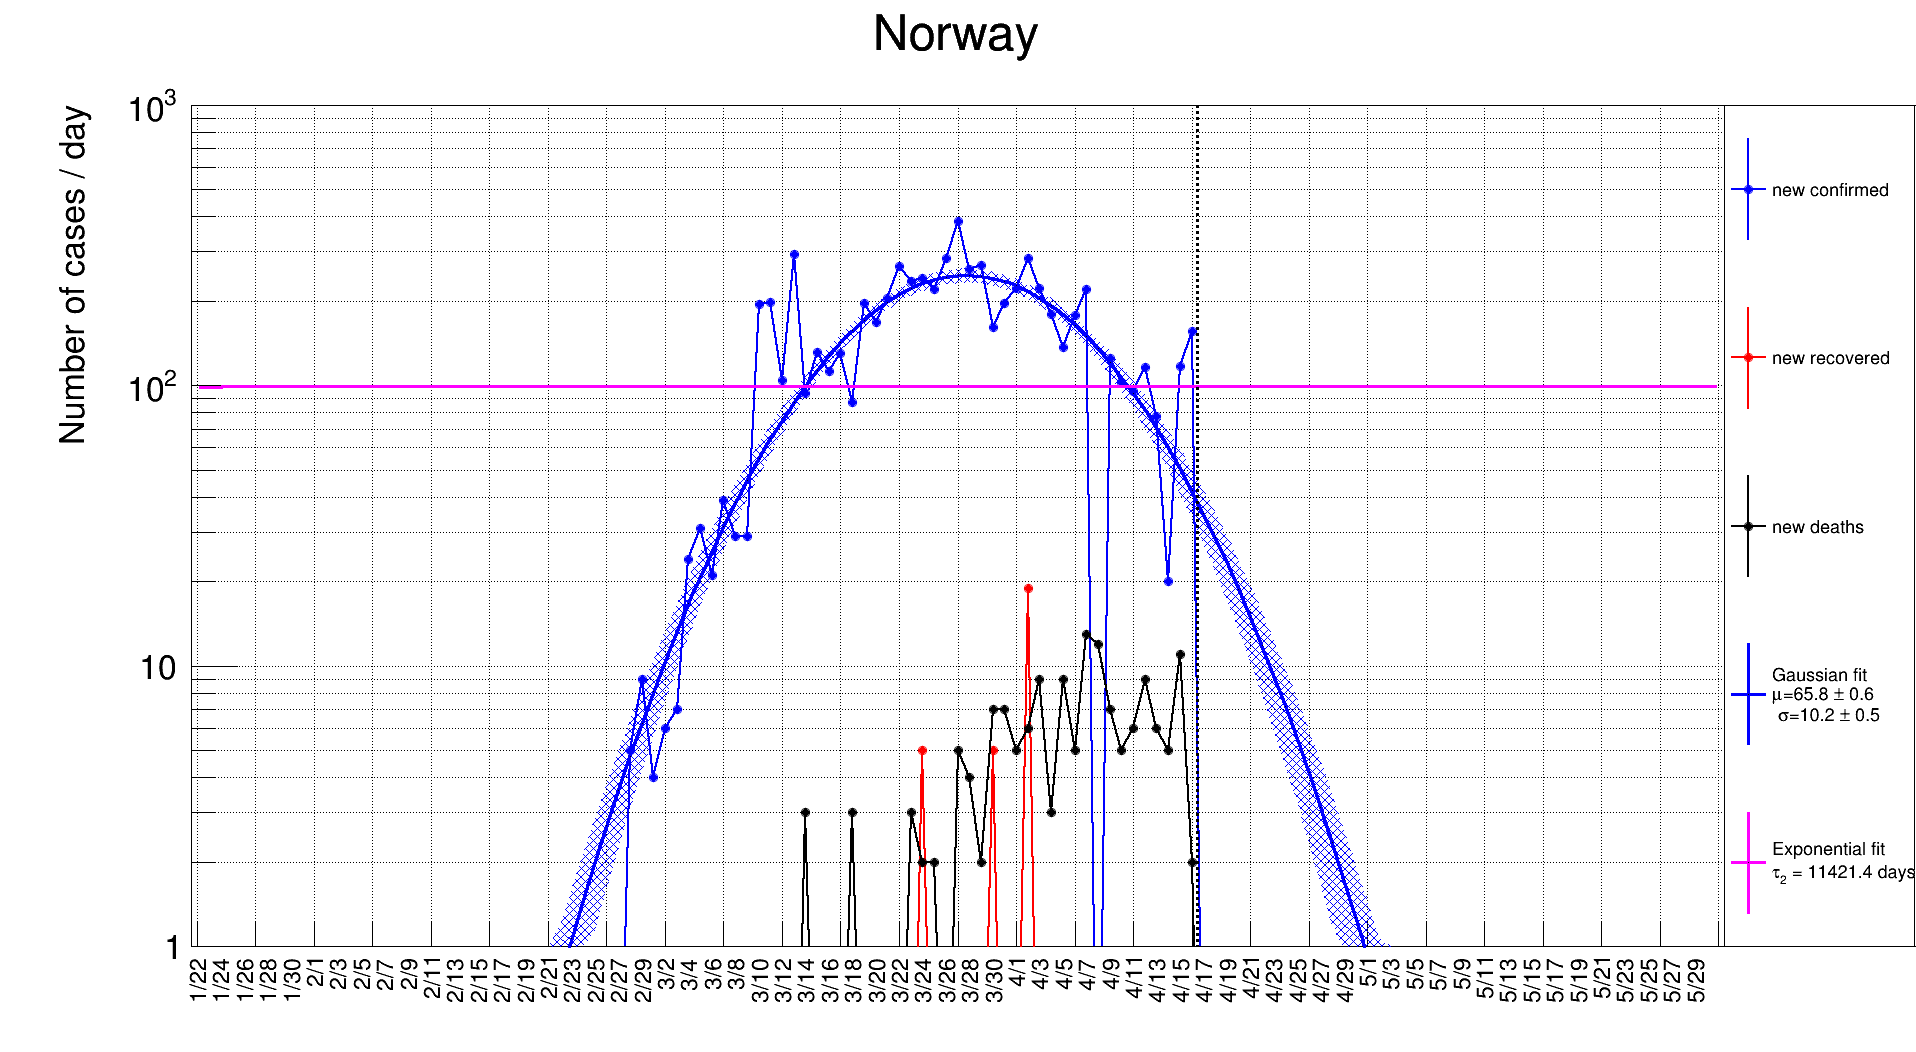 Norway
Number of cases / day
10³
10²
10
1
1/22 1/24 1/26 1/28 1/30 2/1 2/3 2/5 2/7 2/9 2/11 2/13 2/15 2/17 2/19 2/21 2/23 2/25 2/27 2/29 3/2 3/4 3/6 3/8 3/10 3/12 3/14 3/16 3/18 3/20 3/22 3/24 3/26 3/28 3/30 4/1 4/3 4/5 4/7 4/9 4/11 4/13 4/15 4/17 4/19 4/21 4/23 4/25 4/27 4/29 5/1 5/3 5/5 5/7 5/9 5/11 5/13 5/15 5/17 5/19 5/21 5/23 5/25 5/27 5/29
new confirmed
new recovered
new deaths
Gaussian fit
μ=65.8 ± 0.6
σ=10.2 ± 0.5
Exponential fit
τ₂ = 11421.4 days